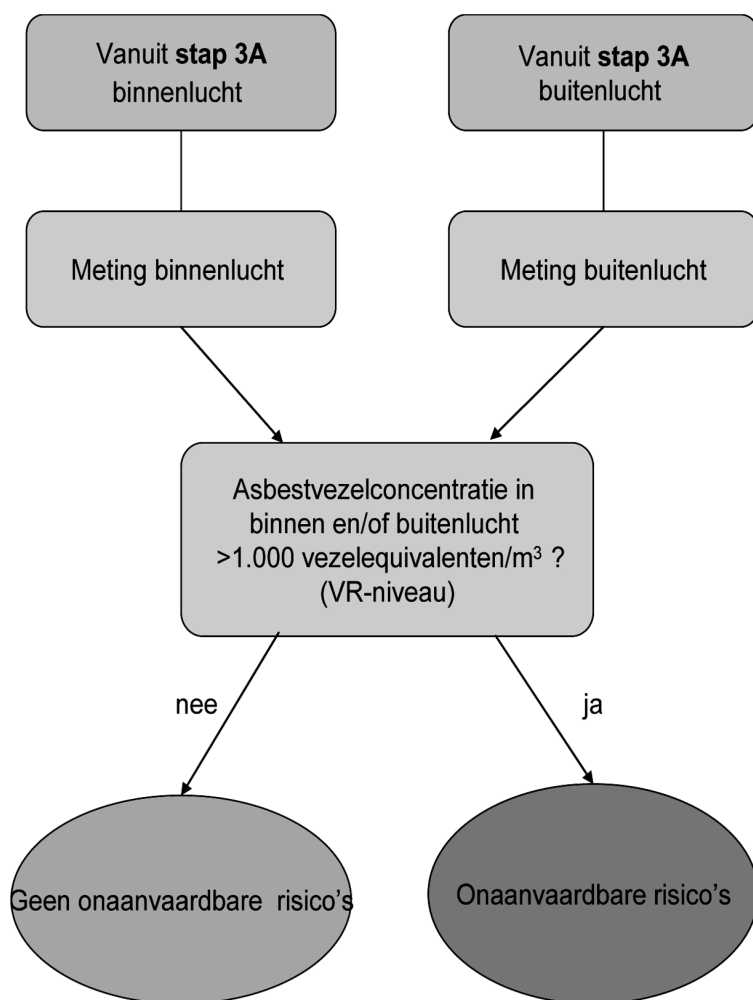 Vanuit stap 3A
binnenlucht
Vanuit stap 3A
buitenlucht
Meting binnenlucht
Meting buitenlucht
Asbestvezelconcentratie in
binnen en/of buitenlucht
>1.000 vezelequivalenten/m³ ?
(VR-niveau)
nee
ja
Geen onaanvaardbare risico's
Onaanvaardbare risico's